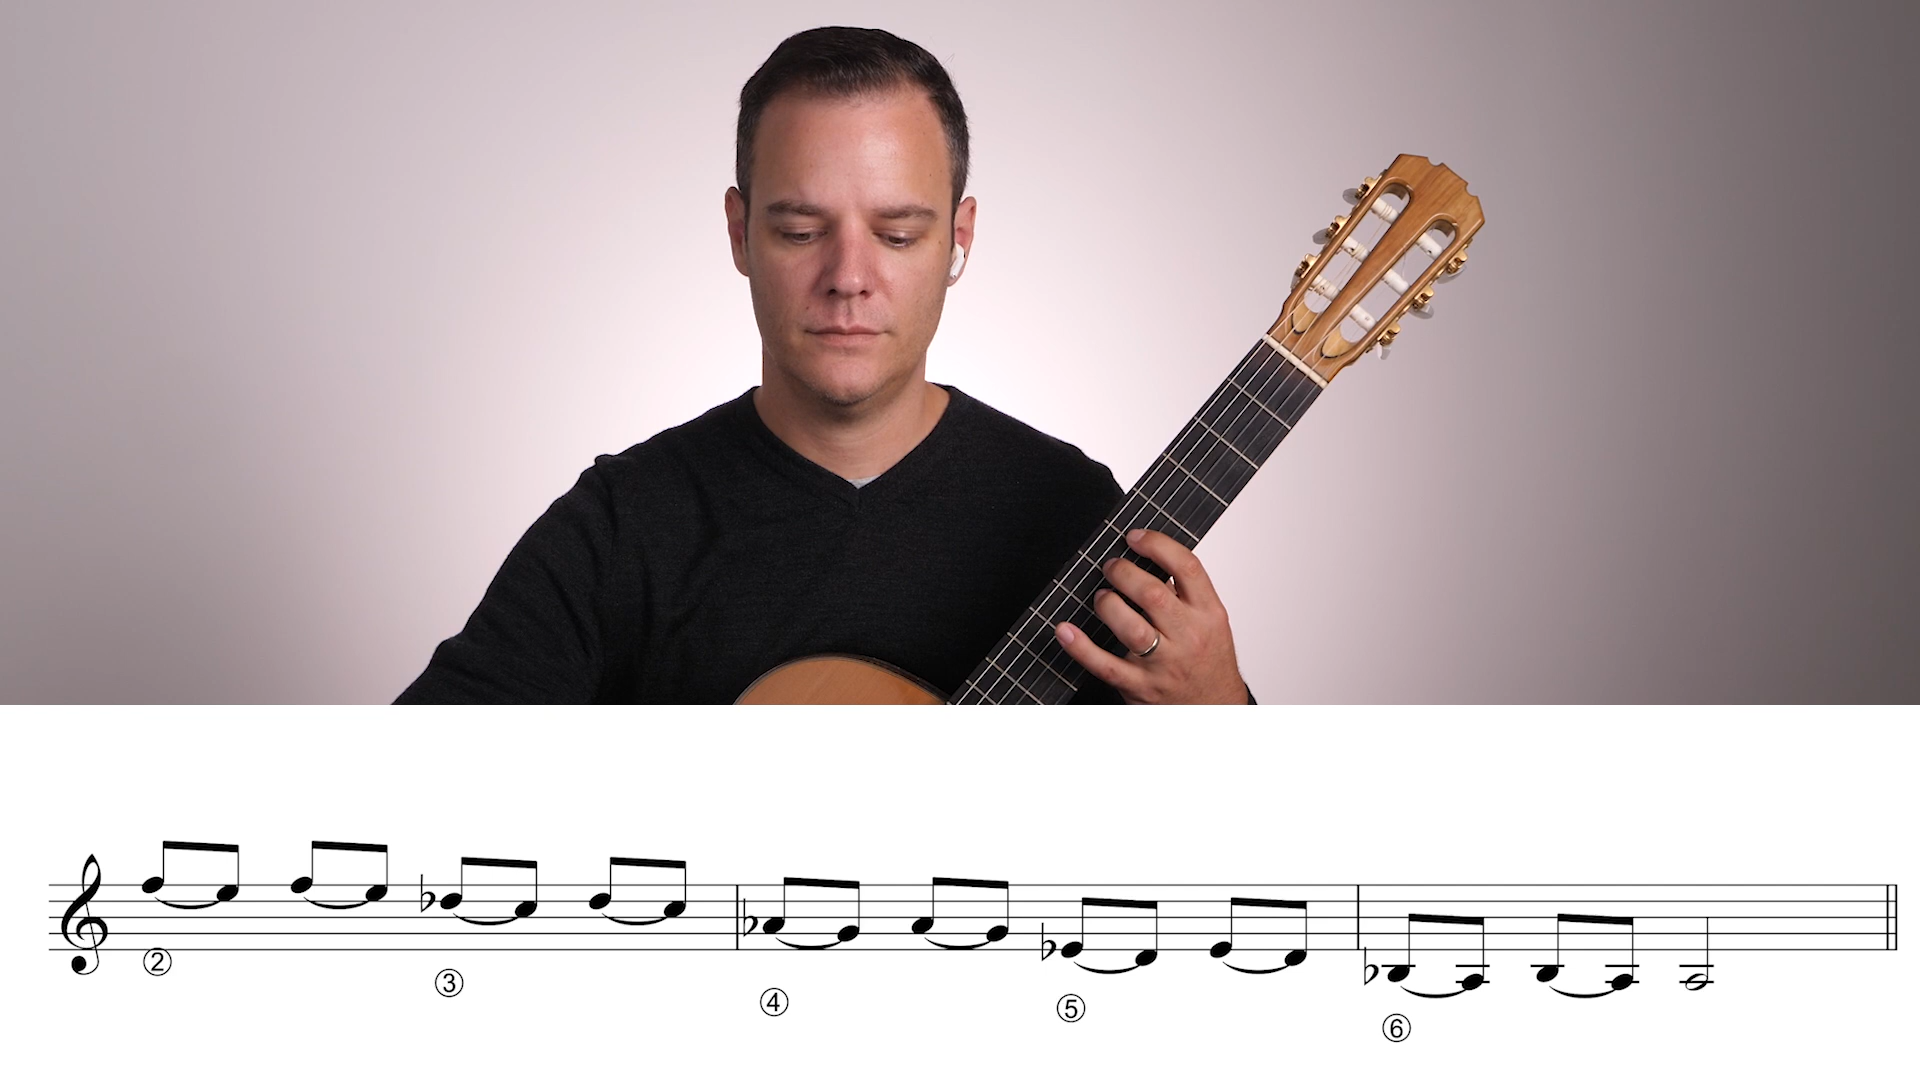 ② ③ ④ ⑤ ⑥